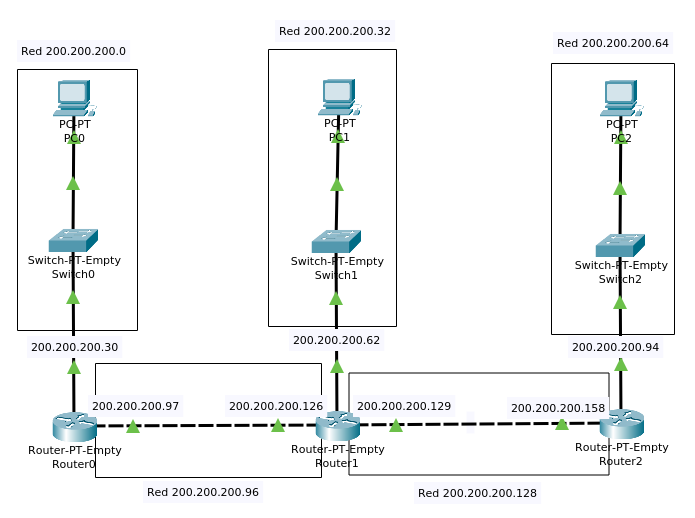 Red 200.200.200.0
Red 200.200.200.32
Red 200.200.200.64
PC-PT
PC0
PC-PT
PC1
PC-PT
PC2
Switch-PT-Empty
Switch0
Switch-PT-Empty
Switch1
Switch-PT-Empty
Switch2
200.200.200.30
200.200.200.62
200.200.200.94
200.200.200.97
200.200.200.126
200.200.200.129
200.200.200.158
Router-PT-Empty
Router0
Router-PT-Empty
Router1
Router-PT-Empty
Router2
Red 200.200.200.96
Red 200.200.200.128